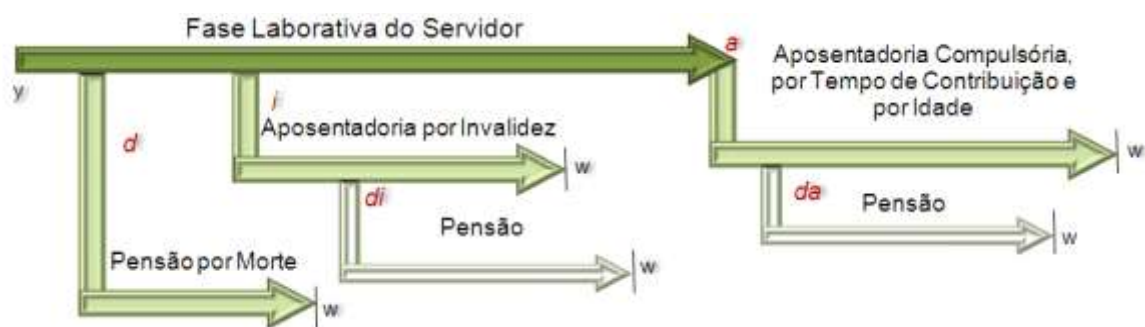 Fase Laborativa do Servidor
a
Aposentadoria Compulsória,
por Tempo de Contribuição e
por Idade
y
i
Aposentadoria por Invalidez
d
w
w
di
Pensão
da
Pensão
w
Pensão por Morte
w
w